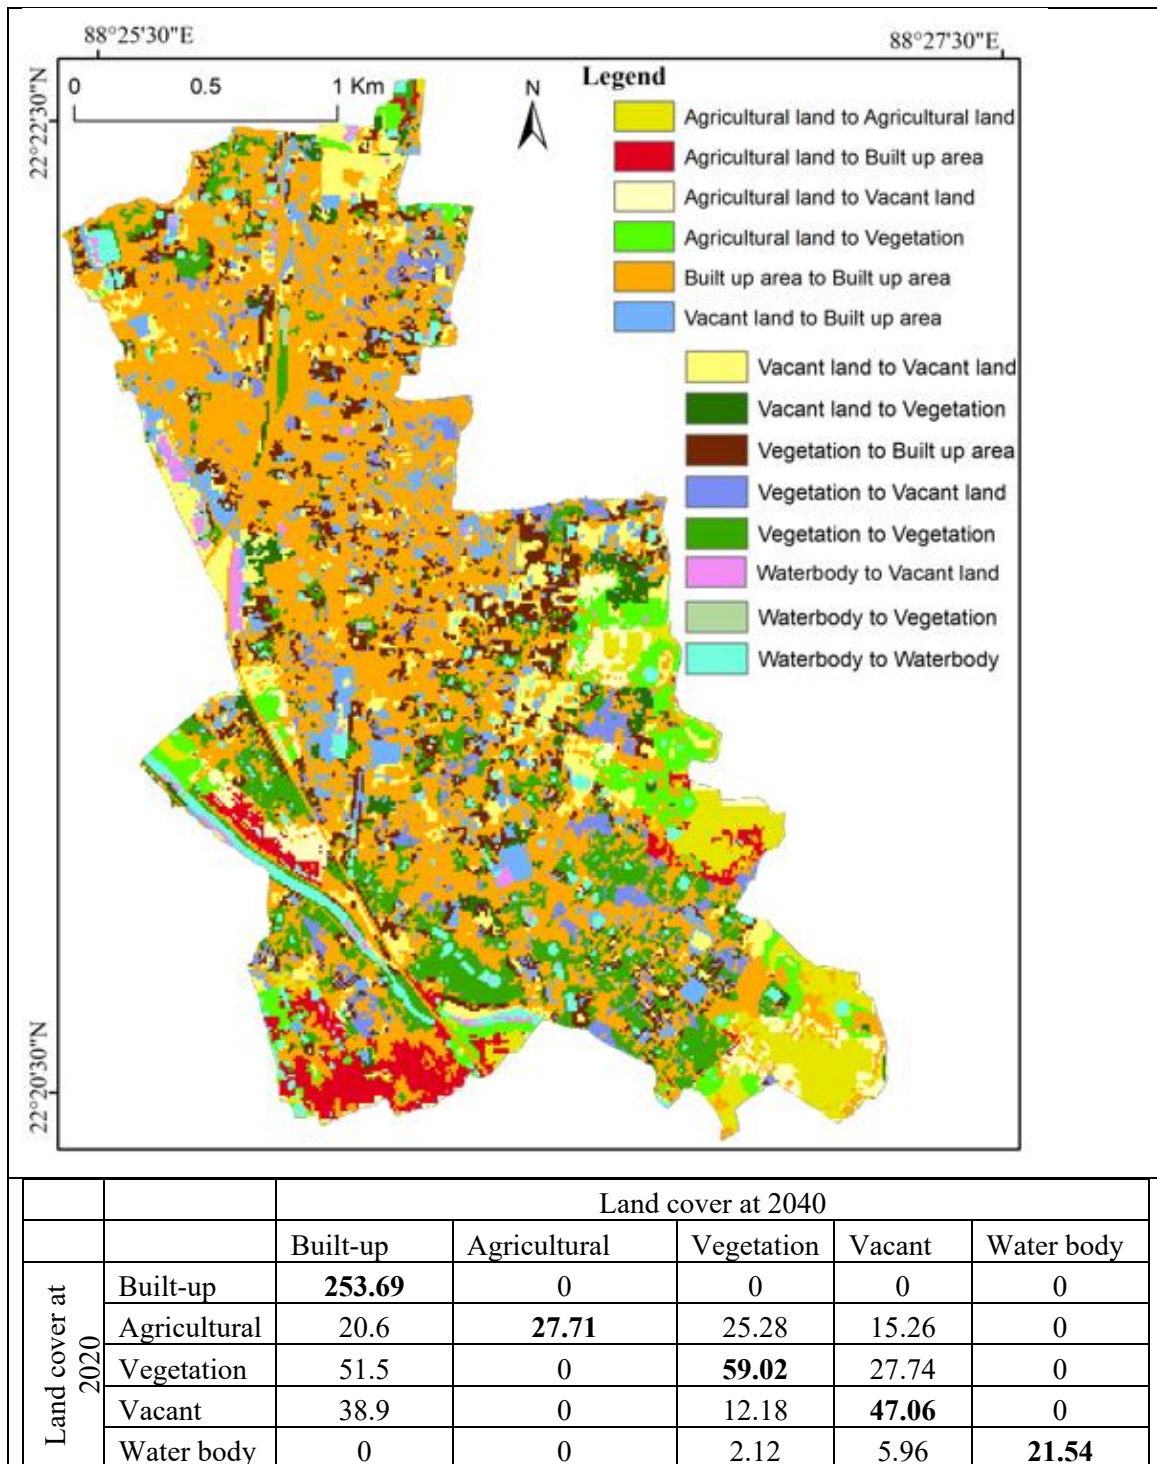 88°25'30"E
88°27'30"E
22°22'30"N
22°20'30"N
0 0.5 1 Km
N
Legend
Agricultural land to Agricultural land
Agricultural land to Built up area
Agricultural land to Vacant land
Agricultural land to Vegetation
Built up area to Built up area
Vacant land to Built up area
Vacant land to Vacant land
Vacant land to Vegetation
Vegetation to Built up area
Vegetation to Vacant land
Vegetation to Vegetation
Waterbody to Vacant land
Waterbody to Vegetation
Waterbody to Waterbody
Land cover at 2040
Built-up Agricultural Vegetation Vacant Water body
Land cover at
2020
Built-up 253.69 0 0 0 0
Agricultural 20.6 27.71 25.28 15.26 0
Vegetation 51.5 0 59.02 27.74 0
Vacant 38.9 0 12.18 47.06 0
Water body 0 0 2.12 5.96 21.54